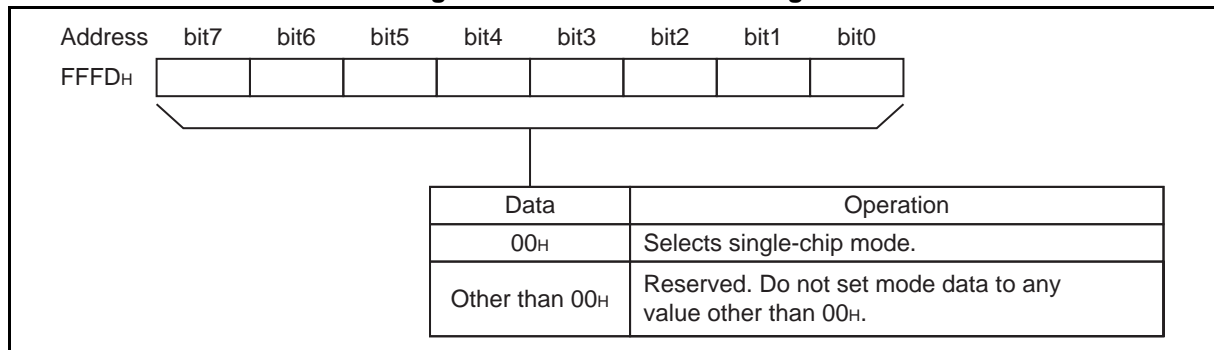 Address bit7 bit6 bit5 bit4 bit3 bit2 bit1 bit0
FFFDH
Data Operation
00H Selects single-chip mode.
Other than 00H Reserved. Do not set mode data to any
value other than 00H.